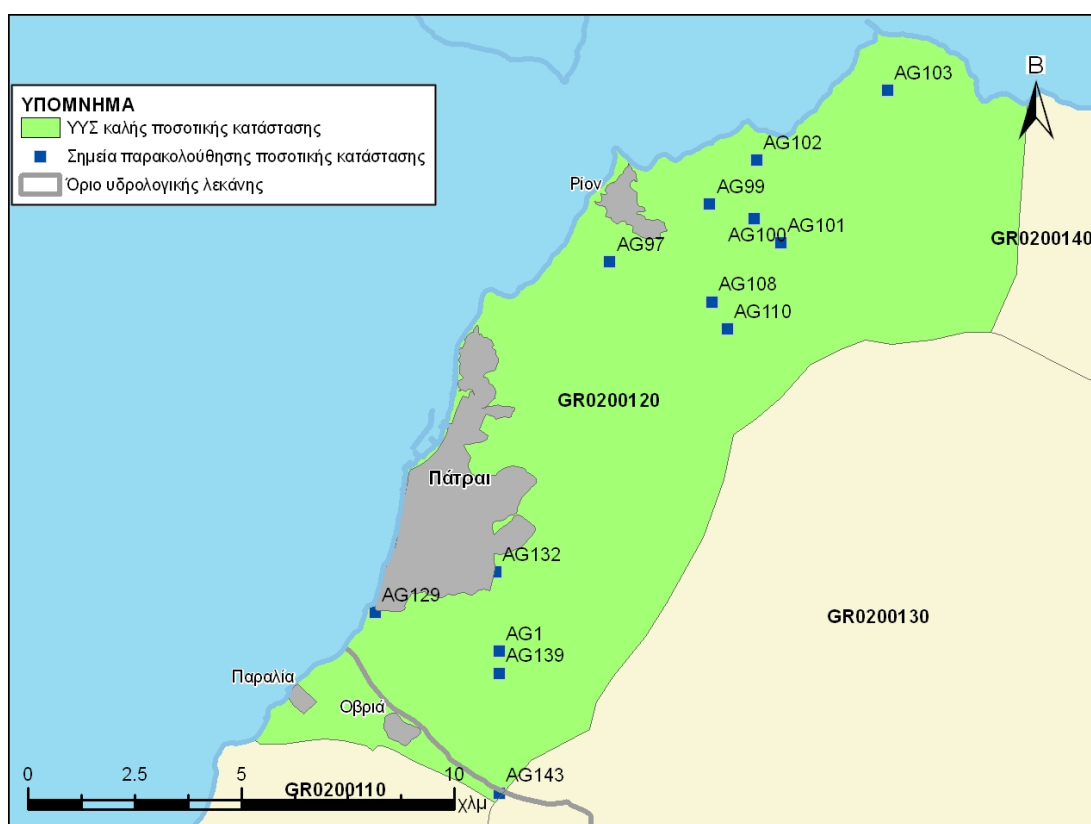 AG103
Β
ΥΠΟΜΝΗΜΑ
ΥΥΣ καλής ποσοτικής κατάστασης
Σημεία παρακολούθησης ποσοτικής κατάστασης
Όριο υδρολογικής λεκάνης
AG102
Ρίον
AG99
AG100
AG101
GR0200140
AG97
AG108
AG110
GR0200120
Πάτραι
AG132
AG129
GR0200130
AG1
AG139
Παραλία
Οβριά
0 2.5 5 10
χλμ
GR0200110
AG143